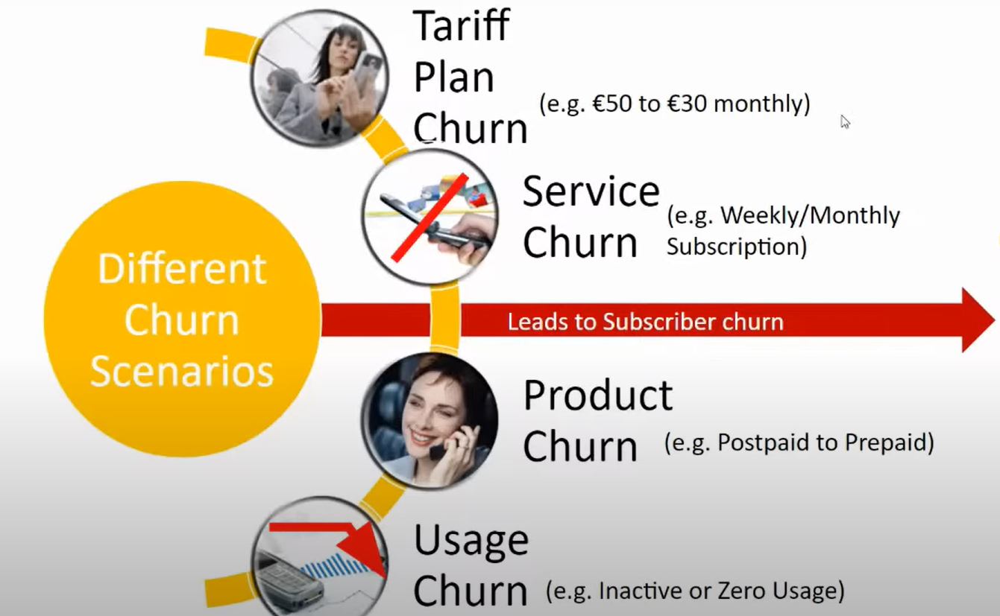 Tariff
Plan
Churn
(e.g. €50 to €30 monthly)
Service
Churn
(e.g. Weekly/Monthly
Subscription)
Different
Churn
Scenarios
Leads to Subscriber churn
Product
Churn
(e.g. Postpaid to Prepaid)
Usage
Churn
(e.g. Inactive or Zero Usage)